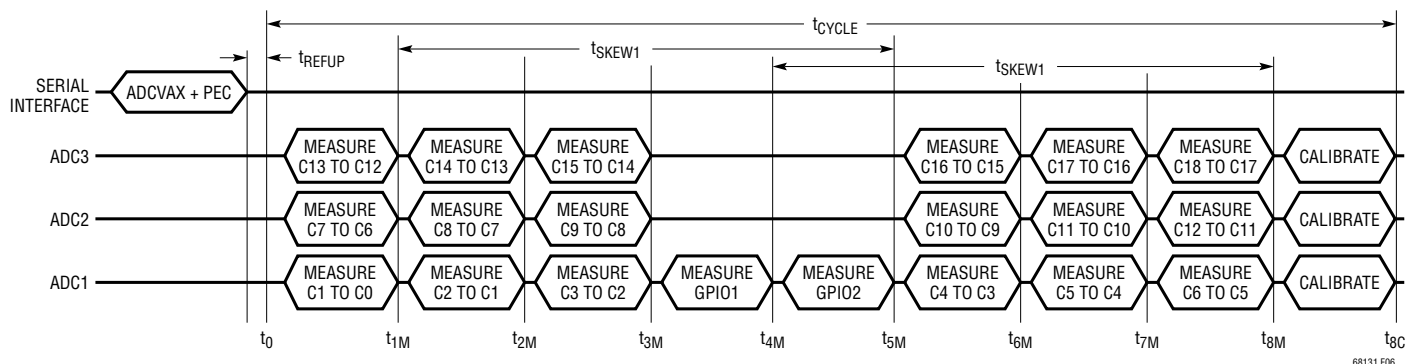 tCYCLE
tREFUP
tSKEW1
tSKEW1
SERIAL
INTERFACE
ADCVAX + PEC
ADC3
MEASURE
C13 TO C12
MEASURE
C14 TO C13
MEASURE
C15 TO C14
MEASURE
C16 TO C15
MEASURE
C17 TO C16
MEASURE
C18 TO C17
CALIBRATE
ADC2
MEASURE
C7 TO C6
MEASURE
C8 TO C7
MEASURE
C9 TO C8
MEASURE
C10 TO C9
MEASURE
C11 TO C10
MEASURE
C12 TO C11
CALIBRATE
ADC1
MEASURE
C1 TO C0
MEASURE
C2 TO C1
MEASURE
C3 TO C2
MEASURE
GPIO1
MEASURE
GPIO2
MEASURE
C4 TO C3
MEASURE
C5 TO C4
MEASURE
C6 TO C5
CALIBRATE
t0
t1M
t2M
t3M
t4M
t5M
t6M
t7M
t8M
t8C
68131 F06